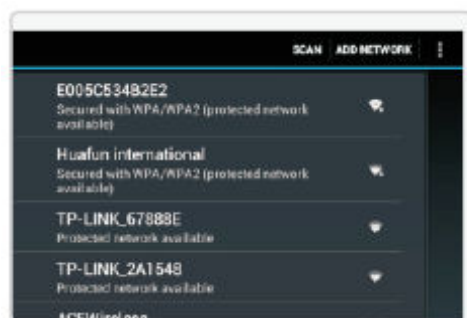 SCAN ADD NETWORK
E005C534B2E2
Secured with WPA/WPA2 (protected network
available)
Huafun international
Secured with WPA/WPA2 (protected network
available)
TP-LINK_67888E
Protected network available
TP-LINK_2A1548
Protected network available